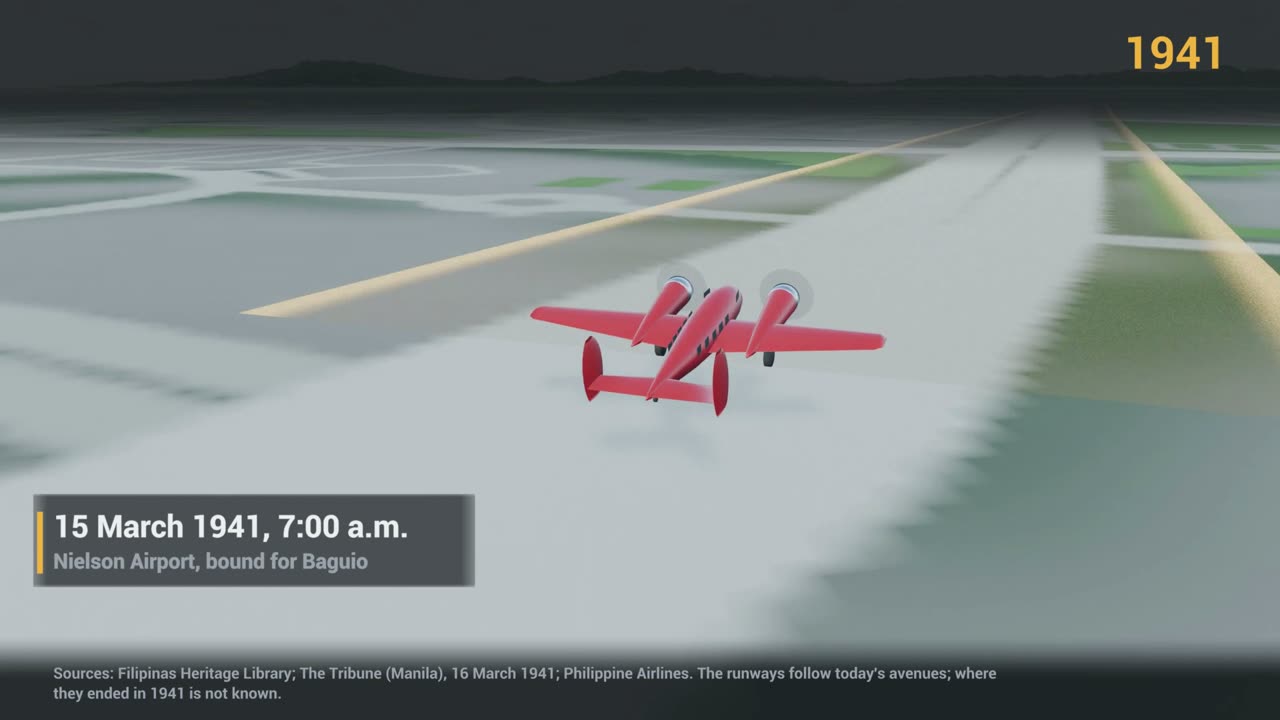 1941
15 March 1941, 7:00 a.m.
Nielson Airport, bound for Baguio
Sources: Filipinas Heritage Library; The Tribune (Manila), 16 March 1941; Philippine Airlines. The runways follow today's avenues; where
they ended in 1941 is not known.